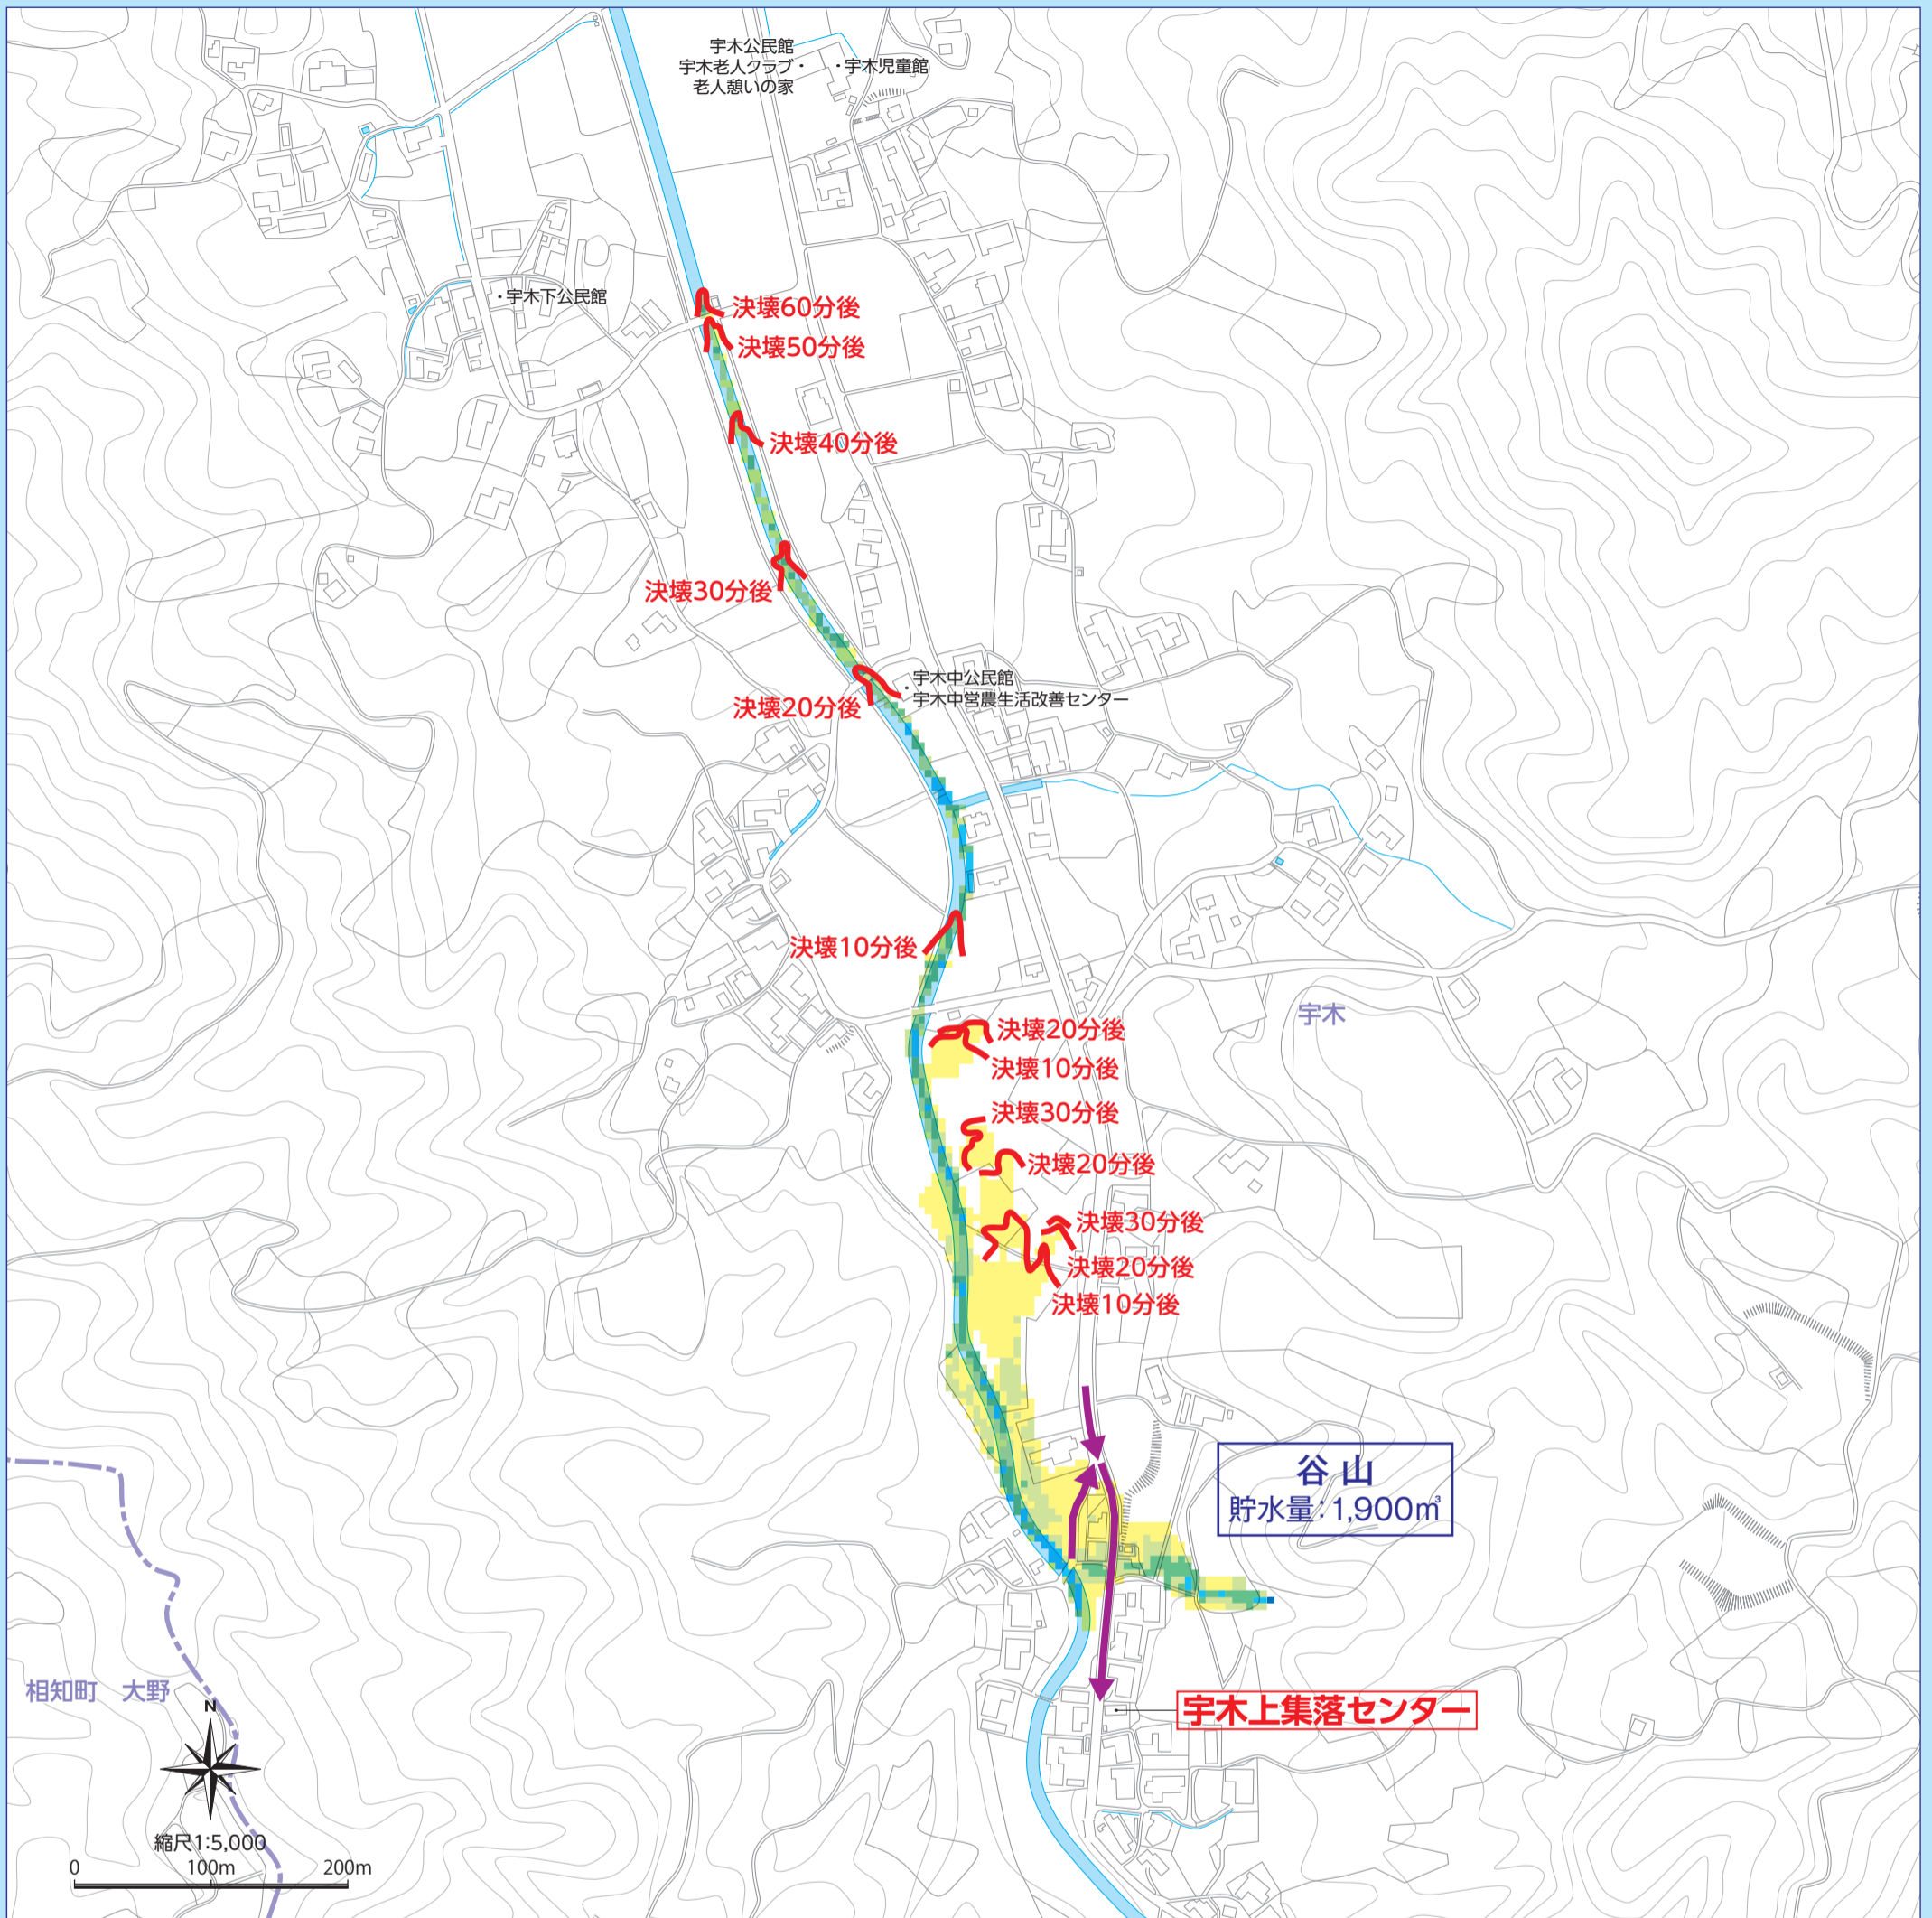 宇木公民館
宇木老人クラブ・
老人憩いの家
・宇木児童館
・宇木下公民館
決壊60分後
決壊50分後
決壊40分後
決壊30分後
宇木中公民館
・宇木中営農生活改善センター
決壊20分後
決壊10分後
宇木
決壊20分後
決壊10分後
決壊30分後
決壊20分後
決壊30分後
決壊20分後
決壊10分後
谷山
貯水量：1,900㎥
相知町 大野
宇木上集落センター
N
縮尺1:5,000
0 100m 200m